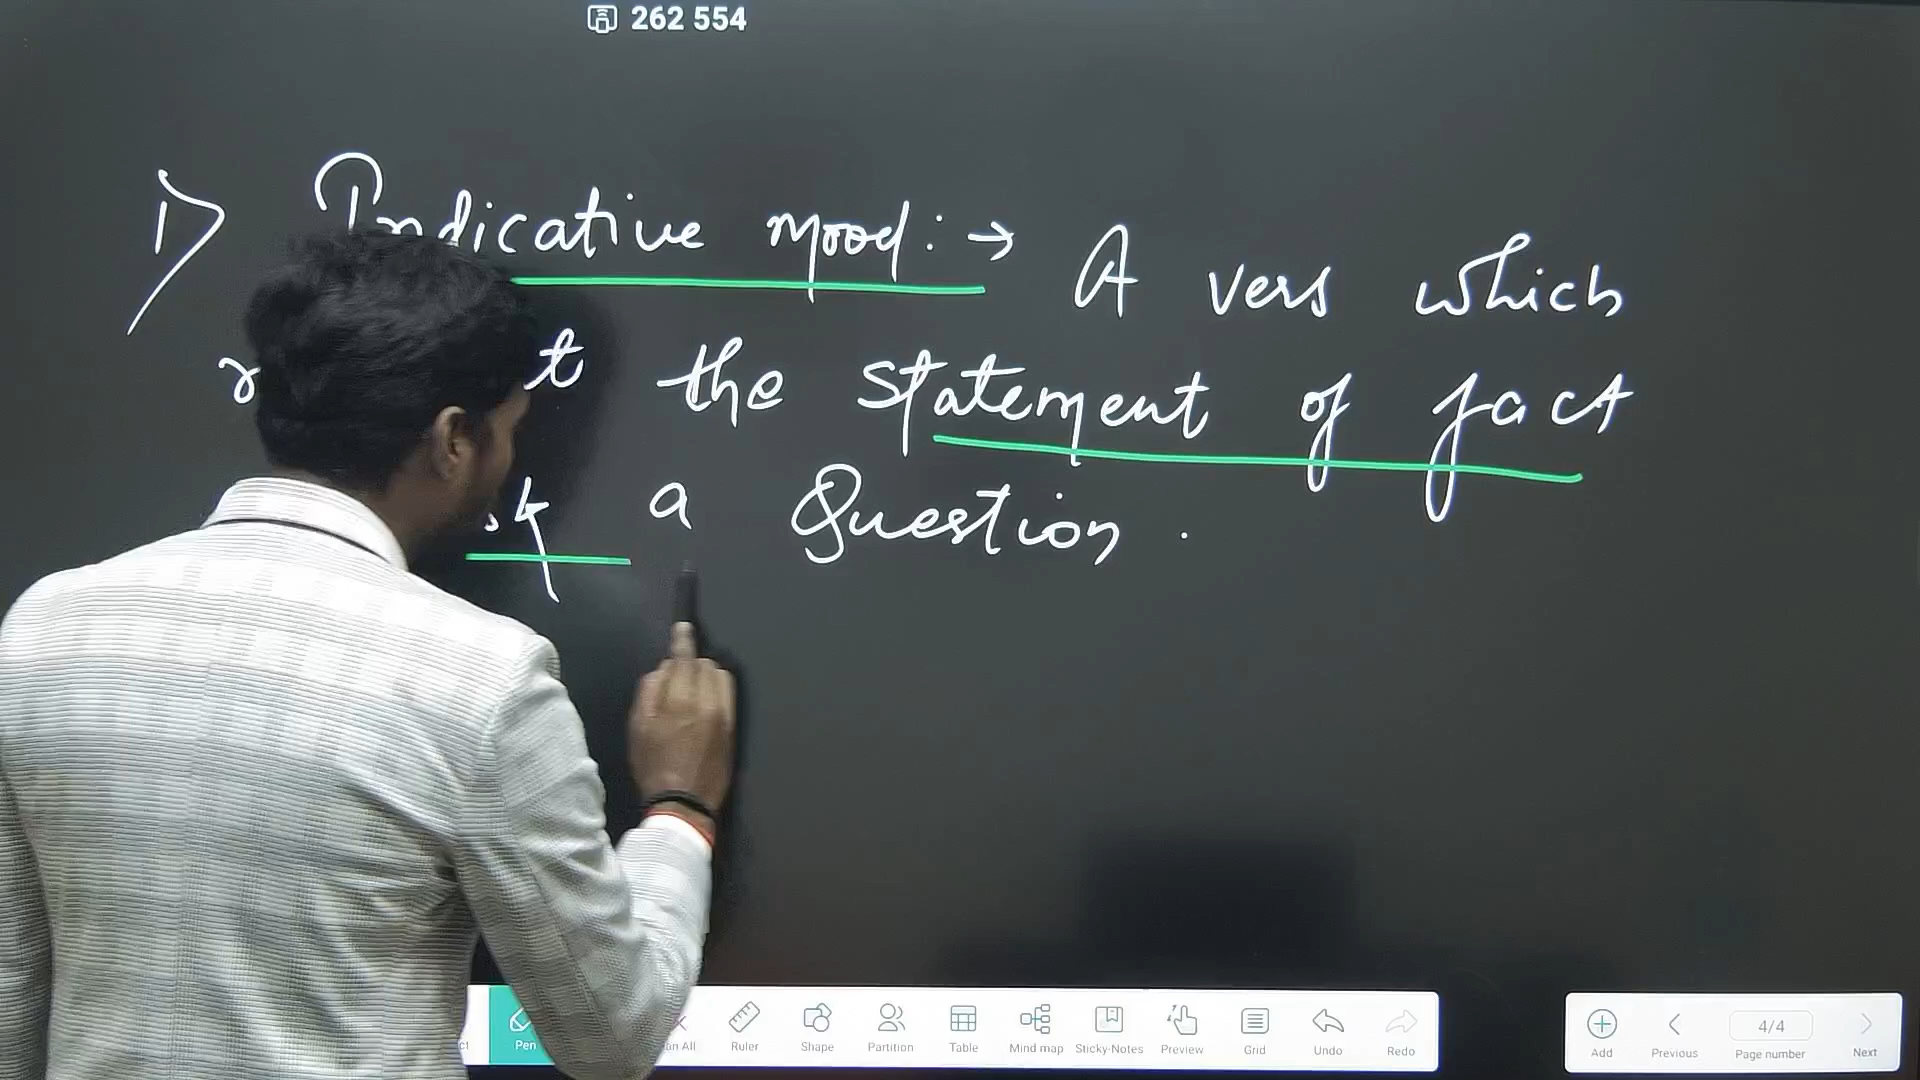 262 554
1) Indicative mood:→ A vers which
the statement of fact
a Question.
Pen
Ruler
Shape
Partition
Table
Mind map
Sticky-Notes
Preview
Grid
Undo
Redo
Add
Previous
4/4
Page number
Next